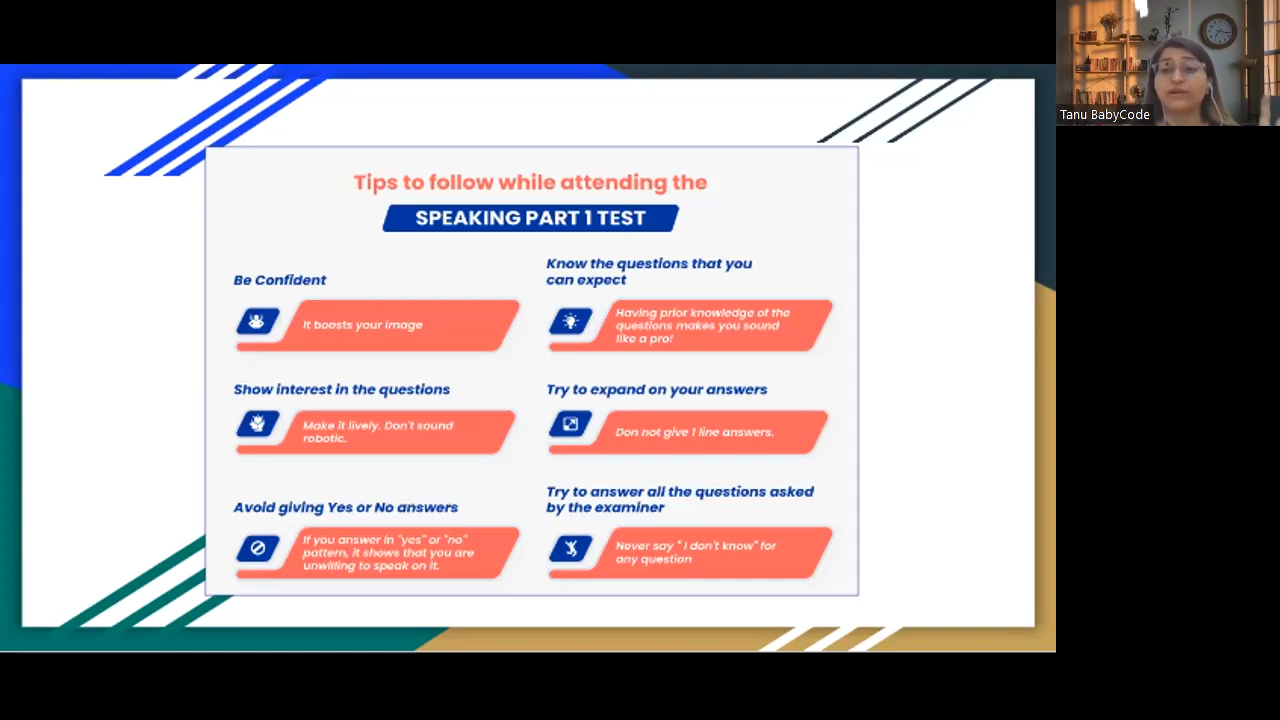 Tanu BabyCode
Tips to follow while attending the
SPEAKING PART 1 TEST
Be Confident
It boosts your image
Know the questions that you
can expect
Having prior knowledge of the
questions makes you sound
like a pro!
Show interest in the questions
Make it lively. Don't sound
robotic.
Try to expand on your answers
Don not give 1 line answers.
Avoid giving Yes or No answers
If you answer in "yes" or "no"
pattern, it shows that you are
unwilling to speak on it.
Try to answer all the questions asked
by the examiner
Never say " I don't know" for
any question